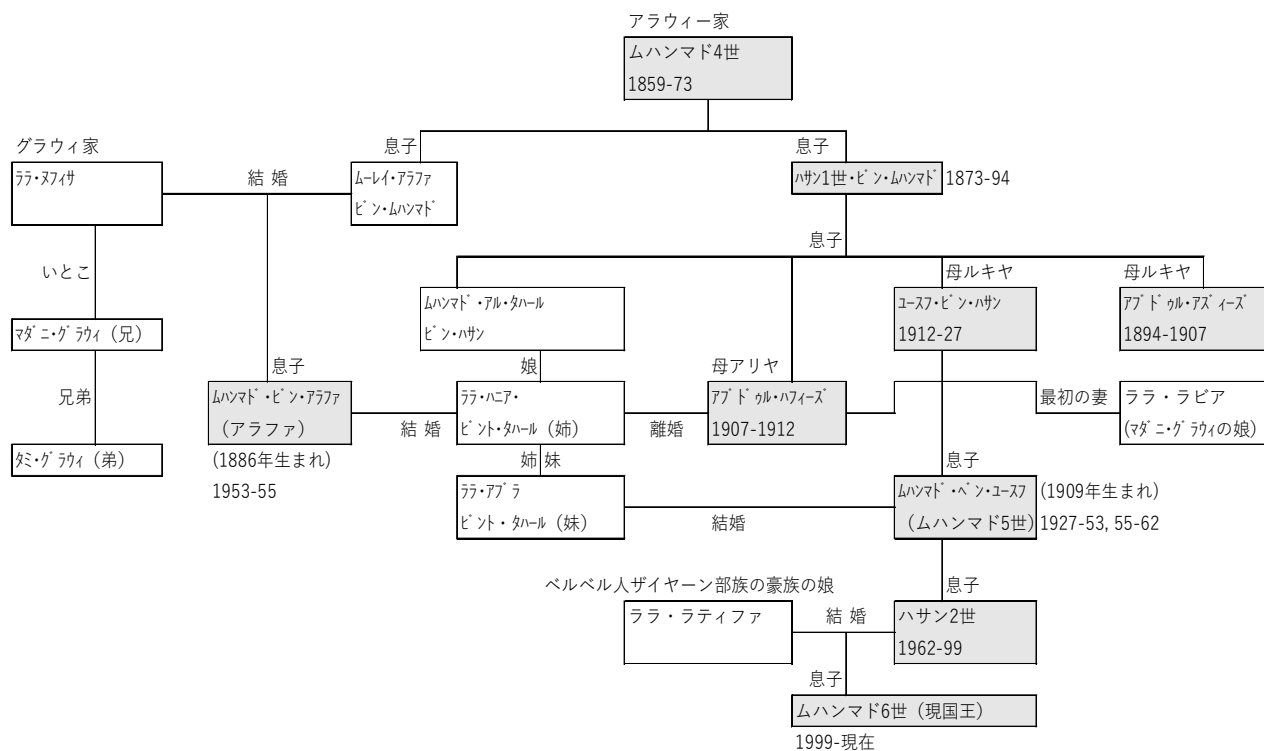 アラウィー家
ムハンマド4世
1859-73
グラウィ家
息子
息子
ララ・ヌフィサ
結 婚
ムーレイ・アラファ
ビン・ムハンマド
ハサン1世・ビン・ムハンマド
1873-94
息子
いとこ
母ルキヤ
母ルキヤ
ムハンマド・アル・タハール
ビン・ハサン
ユースフ・ビン・ハサン
1912-27
アブドゥル・アズィーズ
1894-1907
マダニ・グラウィ（兄）
息子
娘
母アリヤ
兄弟
ムハンマド・ビン・アラファ
（アラファ）
結 婚
ララ・ハニア・
ビント・タハール（姉）
離婚
アブドゥル・ハフィーズ
1907-1912
最初の妻
ララ・ラビア
(マダニ・グラウィの娘)
タミ・グラウィ（弟）
(1886年生まれ)
1953-55
姉 妹
息子
ララ・アブラ
ビント・タハール（妹）
結婚
ムハンマド・ベン・ユースフ
（ムハンマド5世）
(1909年生まれ)
1927-53, 55-62
ベルベル人ザイヤーン部族の豪族の娘
息子
ララ・ラティファ
結 婚
ハサン2世
1962-99
息子
ムハンマド6世（現国王）
1999-現在